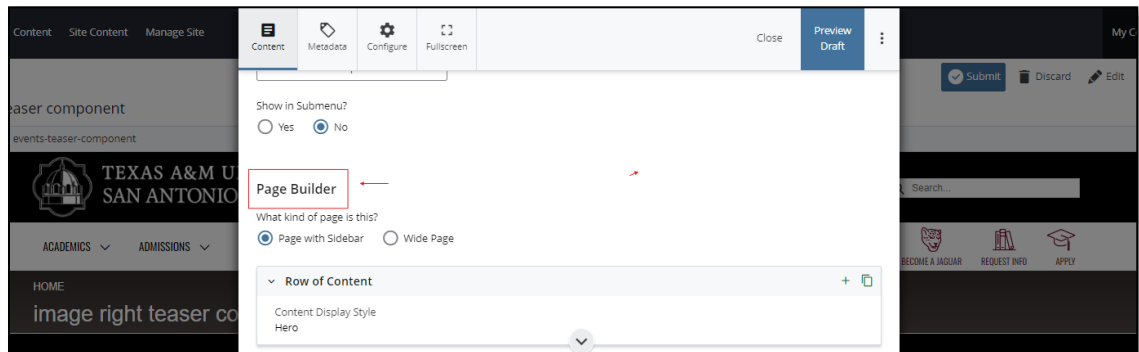 Content Site Content Manage Site
Content Metadata Configure Fullscreen
Close
Preview
Draft
My C
Submit Discard Edit
Show in Submenu?
Yes No
easer component
events-teaser-component
TEXAS A&M U
SAN ANTONIO
Search...
Page Builder
What kind of page is this?
Page with Sidebar Wide Page
ACADEMICS ADMISSIONS
BECOME A JAGUAR REQUEST INFO APPLY
Row of Content
HOME
image right teaser co
Content Display Style
Hero